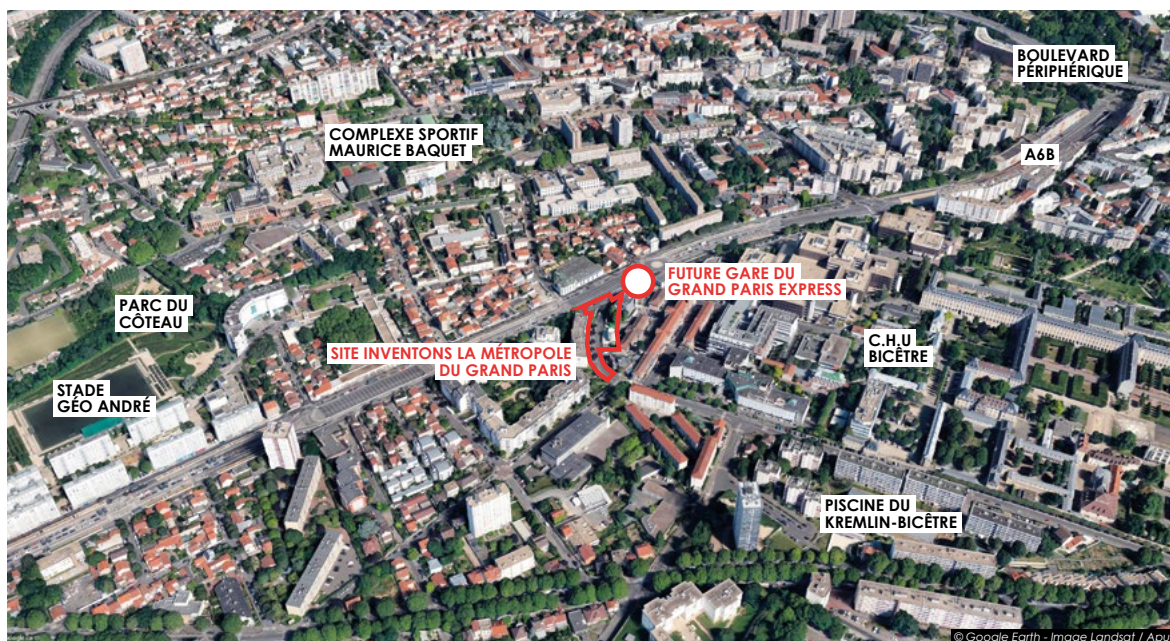 BOULEVARD
PÉRIPHÉRIQUE
COMPLEXE SPORTIF
MAURICE BAQUET
A6B
FUTURE GARE DU
GRAND PARIS EXPRESS
PARC DU
CÔTEAU
SITE INVENTONS LA MÉTROPOLE
DU GRAND PARIS
C.H.U
BICÊTRE
STADE
GÉO ANDRÉ
PISCINE DU
KREMLIN-BICÊTRE
© Google Earth - Image Landsat /